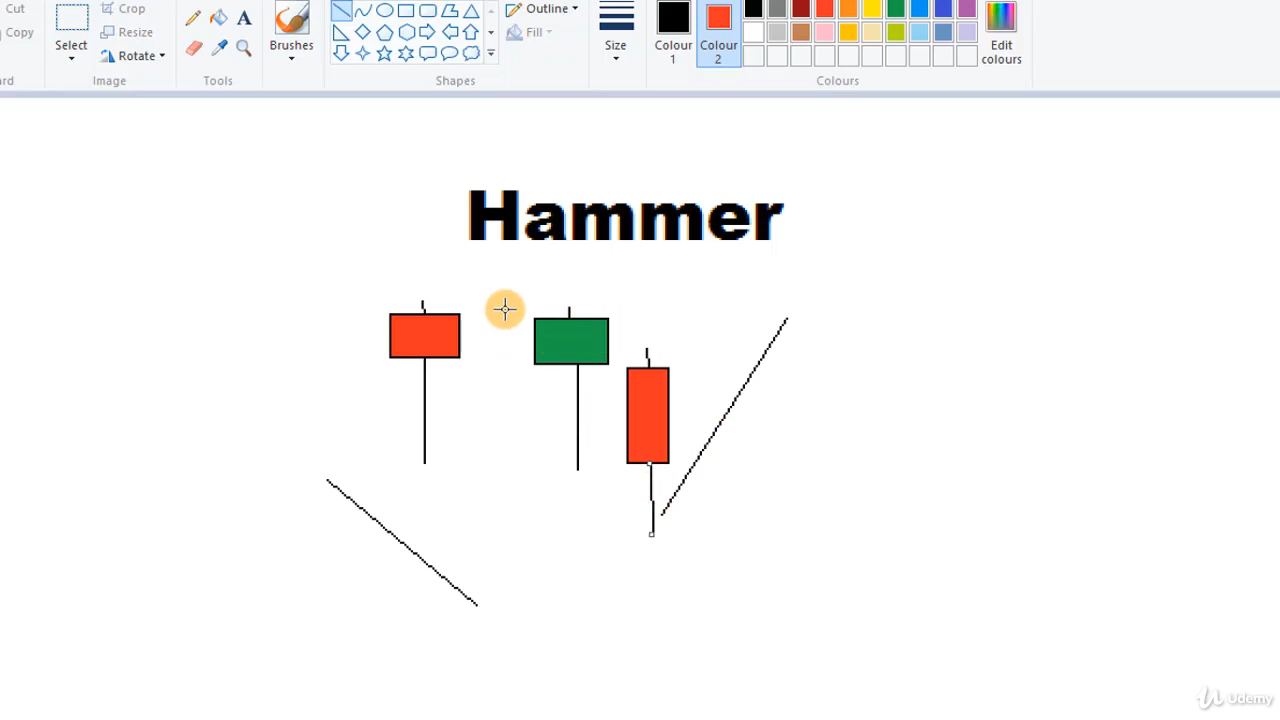 Cut
Copy
Crop
Resize
Rotate
Select
Brushes
Outline
Fill
Size
Colour
1
Colour
2
Edit
colours
rd
Image
Tools
Shapes
Colours
Hammer
Udemy